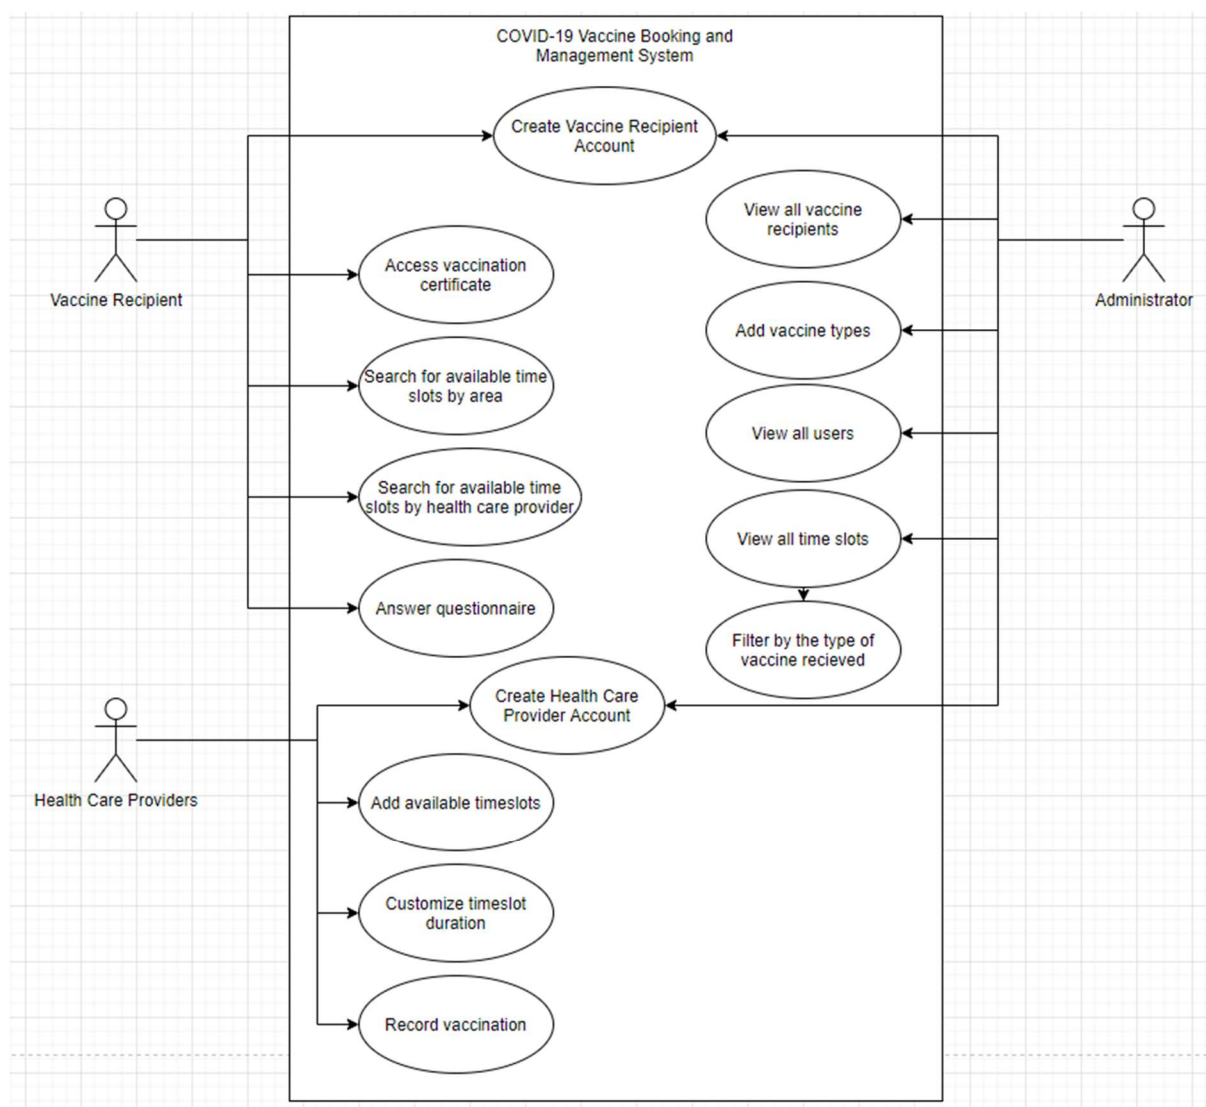 COVID-19 Vaccine Booking and
Management System
Create Vaccine Recipient
Account
View all vaccine
recipients
Vaccine Recipient
Administrator
Access vaccination
certificate
Add vaccine types
Search for available time
slots by area
View all users
Search for available time
slots by health care provider
View all time slots
Answer questionnaire
Filter by the type of
vaccine recieved
Create Health Care
Provider Account
Health Care Providers
Add available timeslots
Customize timeslot
duration
Record vaccination